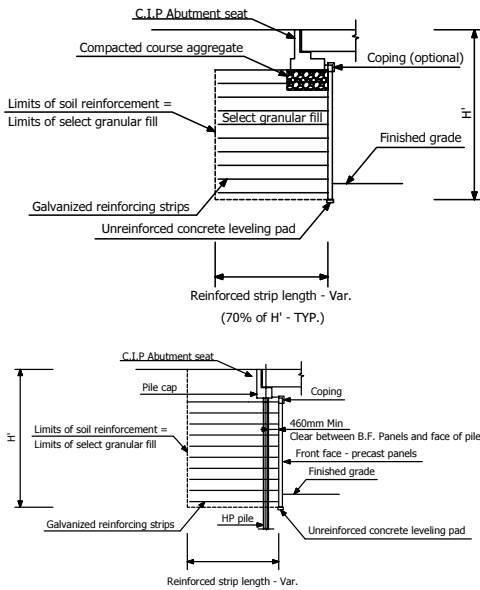 C.I.P Abutment seat
Compacted course aggregate
Coping (optional)
Limits of soil reinforcement =
Limits of select granular fill
Select granular fill
H'
Finished grade
Galvanized reinforcing strips
Unreinforced concrete leveling pad
Reinforced strip length - Var.
(70% of H' - TYP.)
C.I.P Abutment seat
Pile cap
Coping
460mm Min
Clear between B.F. Panels and face of pile
H'
Limits of soil reinforcement =
Limits of select granular fill
Front face - precast panels
Finished grade
Galvanized reinforcing strips
HP pile
Unreinforced concrete leveling pad
Reinforced strip length - Var.